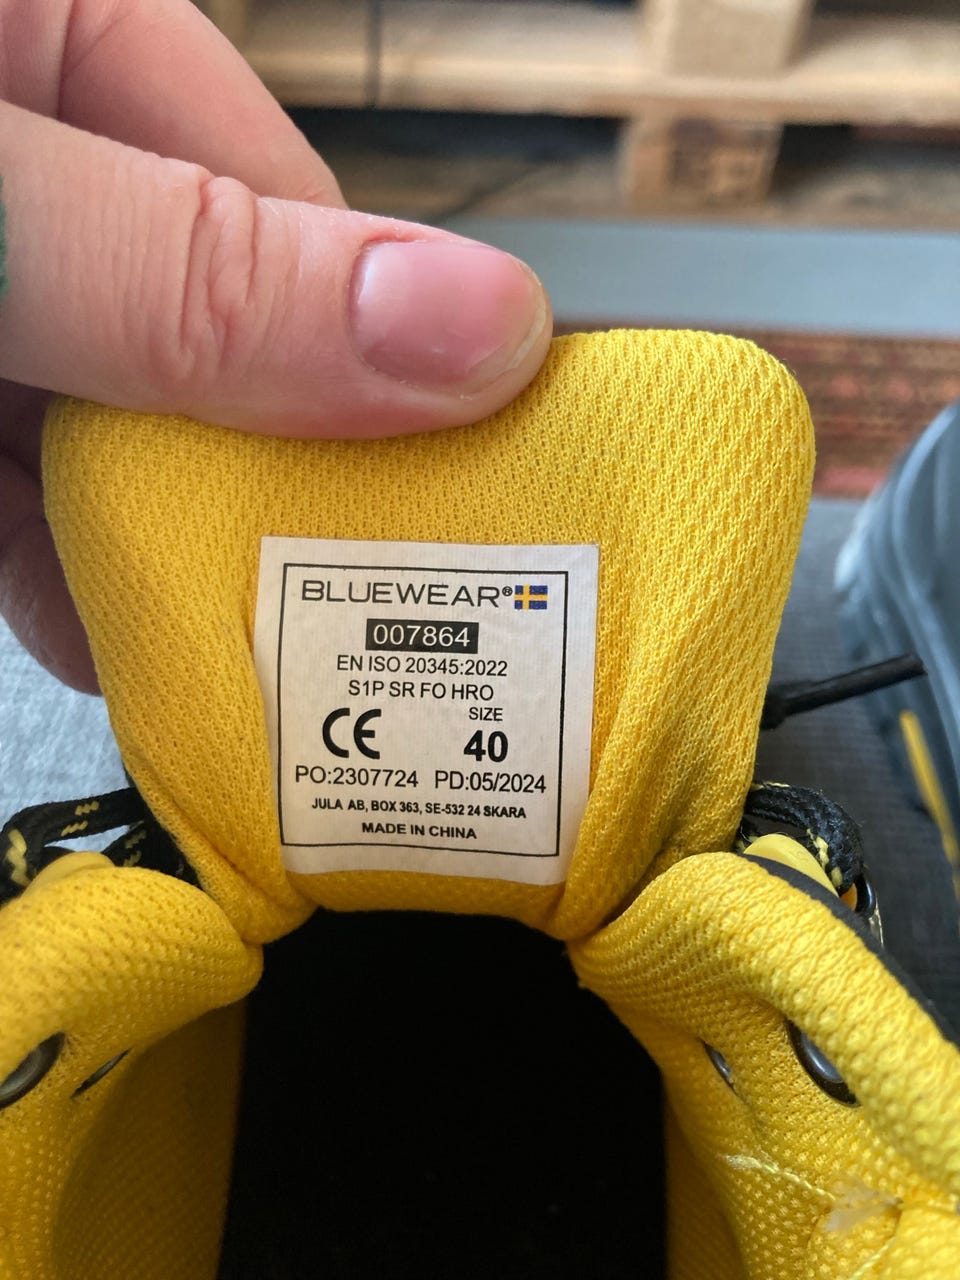 BLUEWEAR®
007864
EN ISO 20345:2022
S1P SR FO HRO
CE
SIZE
40
PO:2307724 PD:05/2024
JULA AB, BOX 363, SE-532 24 SKARA
MADE IN CHINA